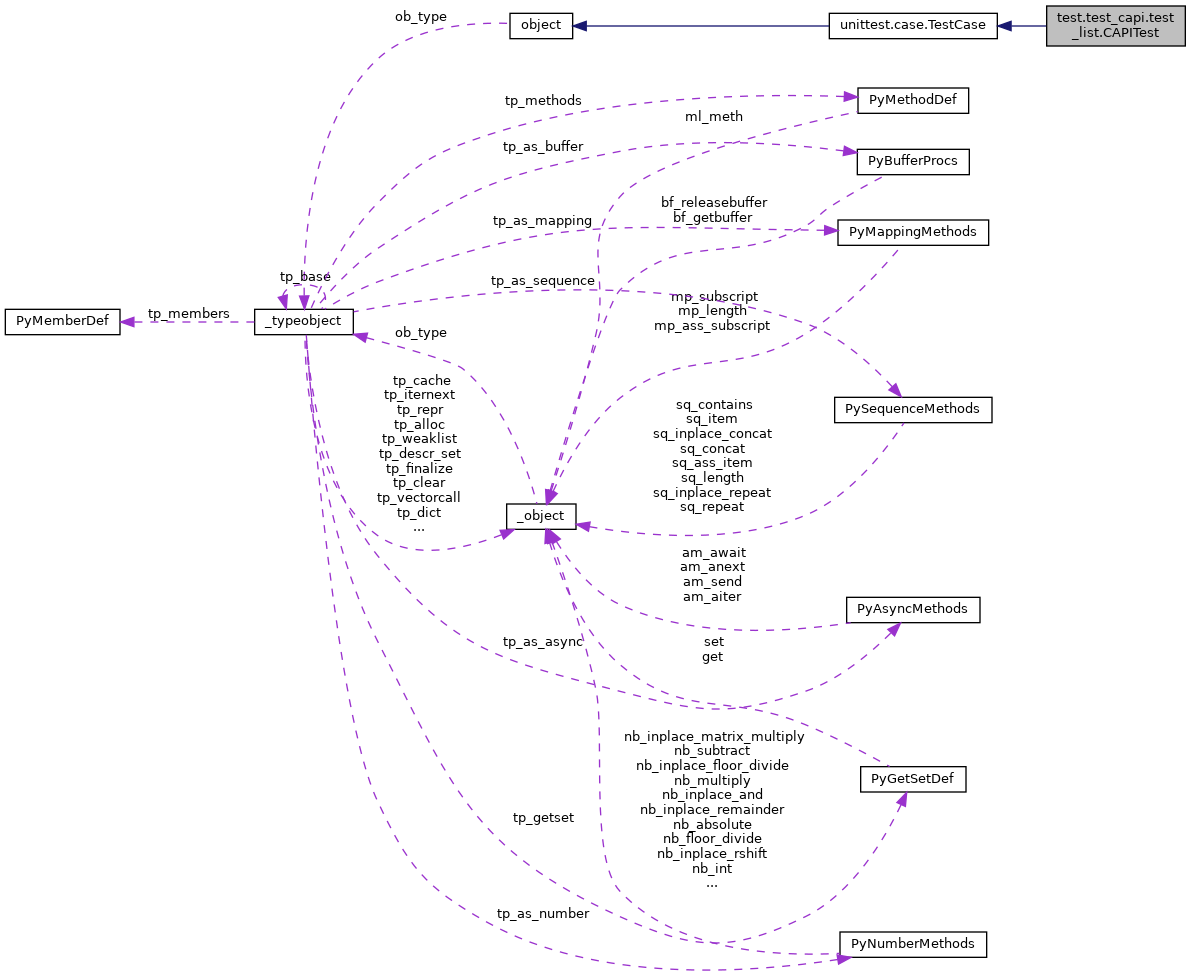 ob_type
object
unittest.case.TestCase
test.test_capi.test
_list.CAPITest
tp_methods
PyMethodDef
ml_meth
tp_as_buffer
PyBufferProcs
bf_releasebuffer
bf_getbuffer
tp_as_mapping
PyMappingMethods
tp_base
tp_as_sequence
mp_subscript
mp_length
mp_ass_subscript
PyMemberDef
tp_members
_typeobject
ob_type
tp_cache
tp_iternext
tp_repr
tp_alloc
tp_weaklist
tp_descr_set
tp_finalize
tp_clear
tp_vectorcall
tp_dict
...
sq_contains
sq_item
sq_inplace_concat
sq_concat
sq_ass_item
sq_length
sq_inplace_repeat
sq_repeat
PySequenceMethods
_object
am_await
am_anext
am_send
am_aiter
PyAsyncMethods
tp_as_async
set
get
nb_inplace_matrix_multiply
nb_subtract
nb_inplace_floor_divide
nb_multiply
nb_inplace_and
nb_inplace_remainder
nb_absolute
nb_floor_divide
nb_inplace_rshift
nb_int
...
PyGetSetDef
tp_getset
tp_as_number
PyNumberMethods